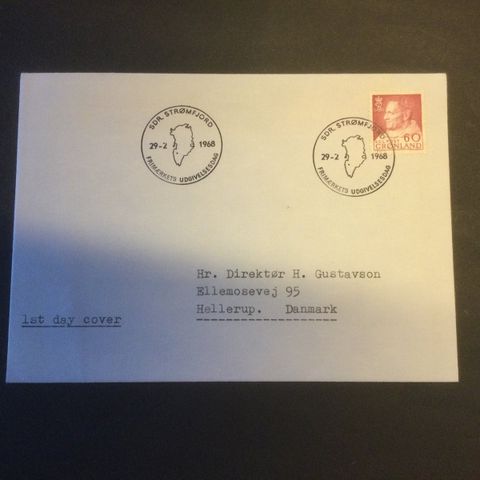 SDR. STRØMFJORD
29-2 1968
FRIMÆRKETS UDGIVELSESDAG
SDR. STRØMFJORD
29-2 1968
FRIMÆRKETS UDGIVELSESDAG
60
GRØNLAND
Hr. Direktør H. Gustavson
Ellemosevej 95
Hellerup. Danmark
1st day cover